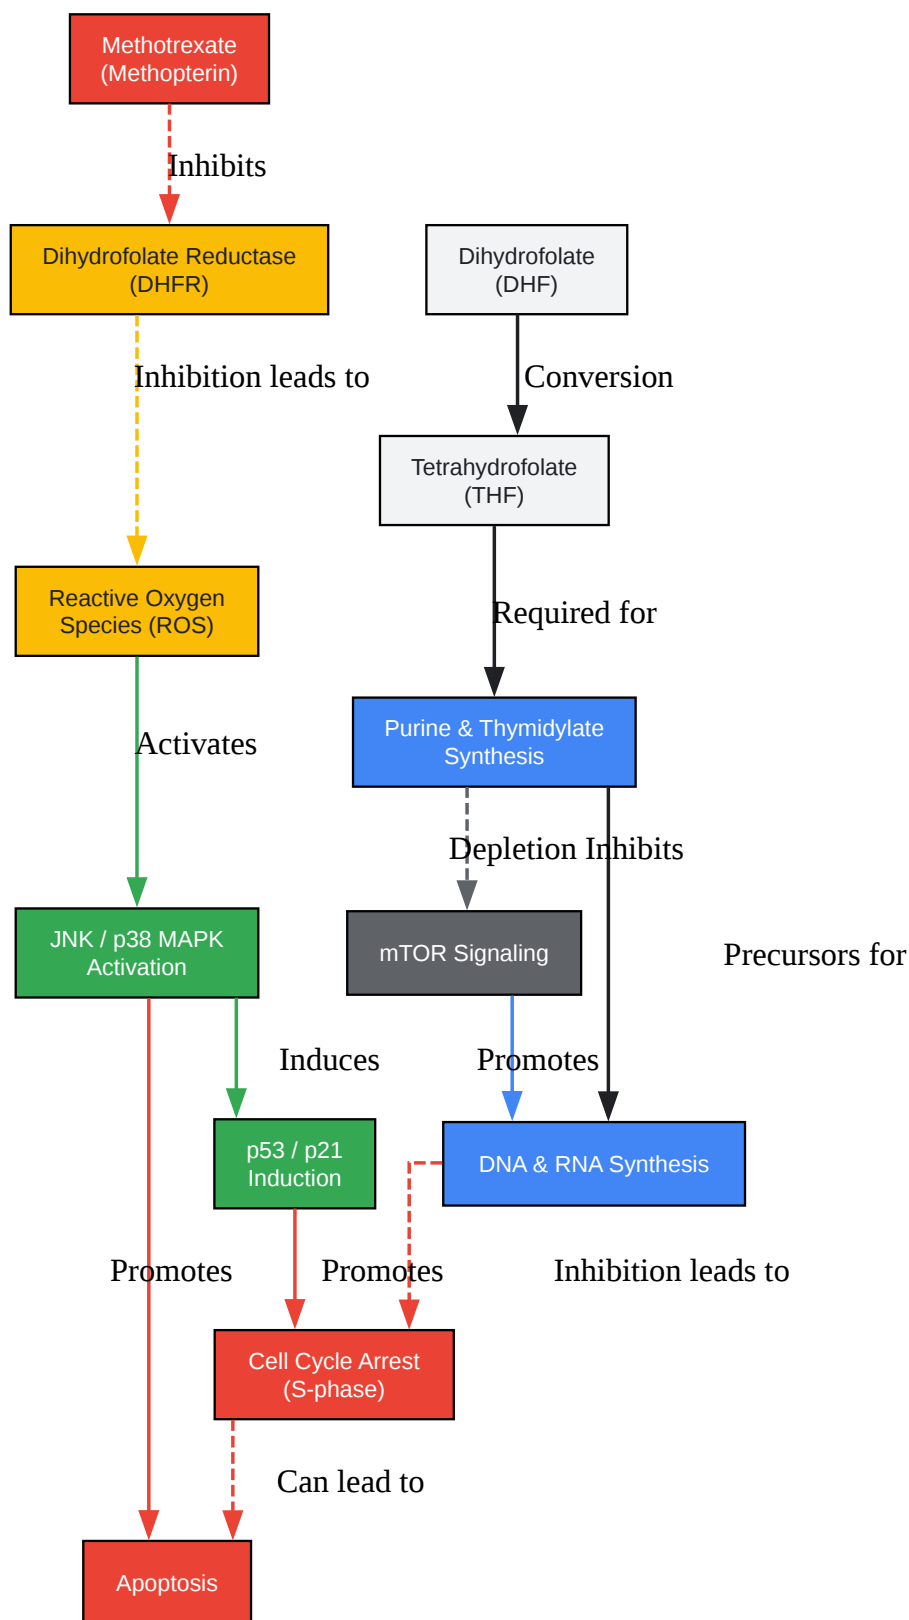 Methotrexate
(Methopterin)
Inhibits
Dihydrofolate Reductase
(DHFR)
Dihydrofolate
(DHF)
Inhibition leads to
Conversion
Tetrahydrofolate
(THF)
Reactive Oxygen
Species (ROS)
Required for
Purine & Thymidylate
Synthesis
Activates
Depletion Inhibits
JNK / p38 MAPK
Activation
mTOR Signaling
Precursors for
Induces
Promotes
p53 / p21
Induction
DNA & RNA Synthesis
Promotes
Promotes
Inhibition leads to
Cell Cycle Arrest
(S-phase)
Can lead to
Apoptosis